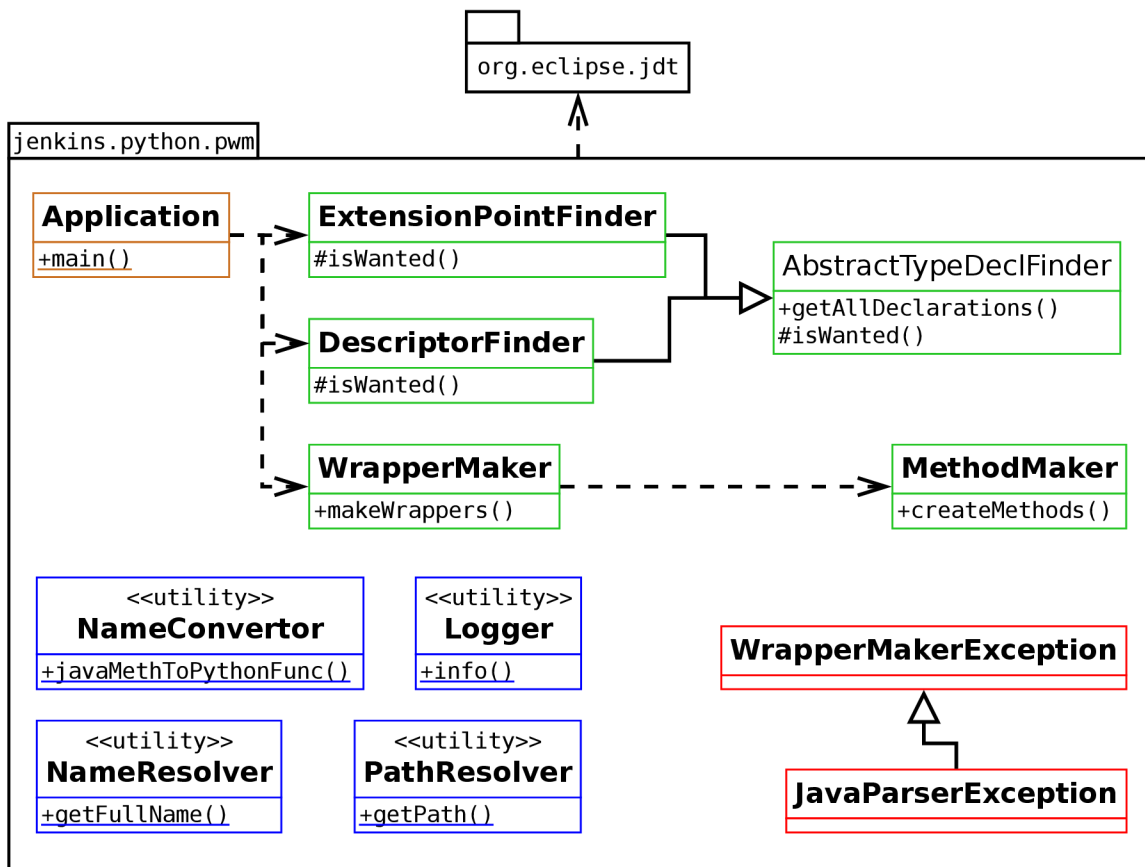 org.eclipse.jdt
jenkins.python.pwm
Application
+main()
ExtensionPointFinder
#isWanted()
AbstractTypeDeclFinder
+getAllDeclarations()
#isWanted()
DescriptorFinder
#isWanted()
WrapperMaker
+makeWrappers()
MethodMaker
+createMethods()
<<utility>>
NameConvertor
+javaMethToPythonFunc()
<<utility>>
Logger
+info()
WrapperMakerException
<<utility>>
NameResolver
+getFullName()
<<utility>>
PathResolver
+getPath()
JavaParserException